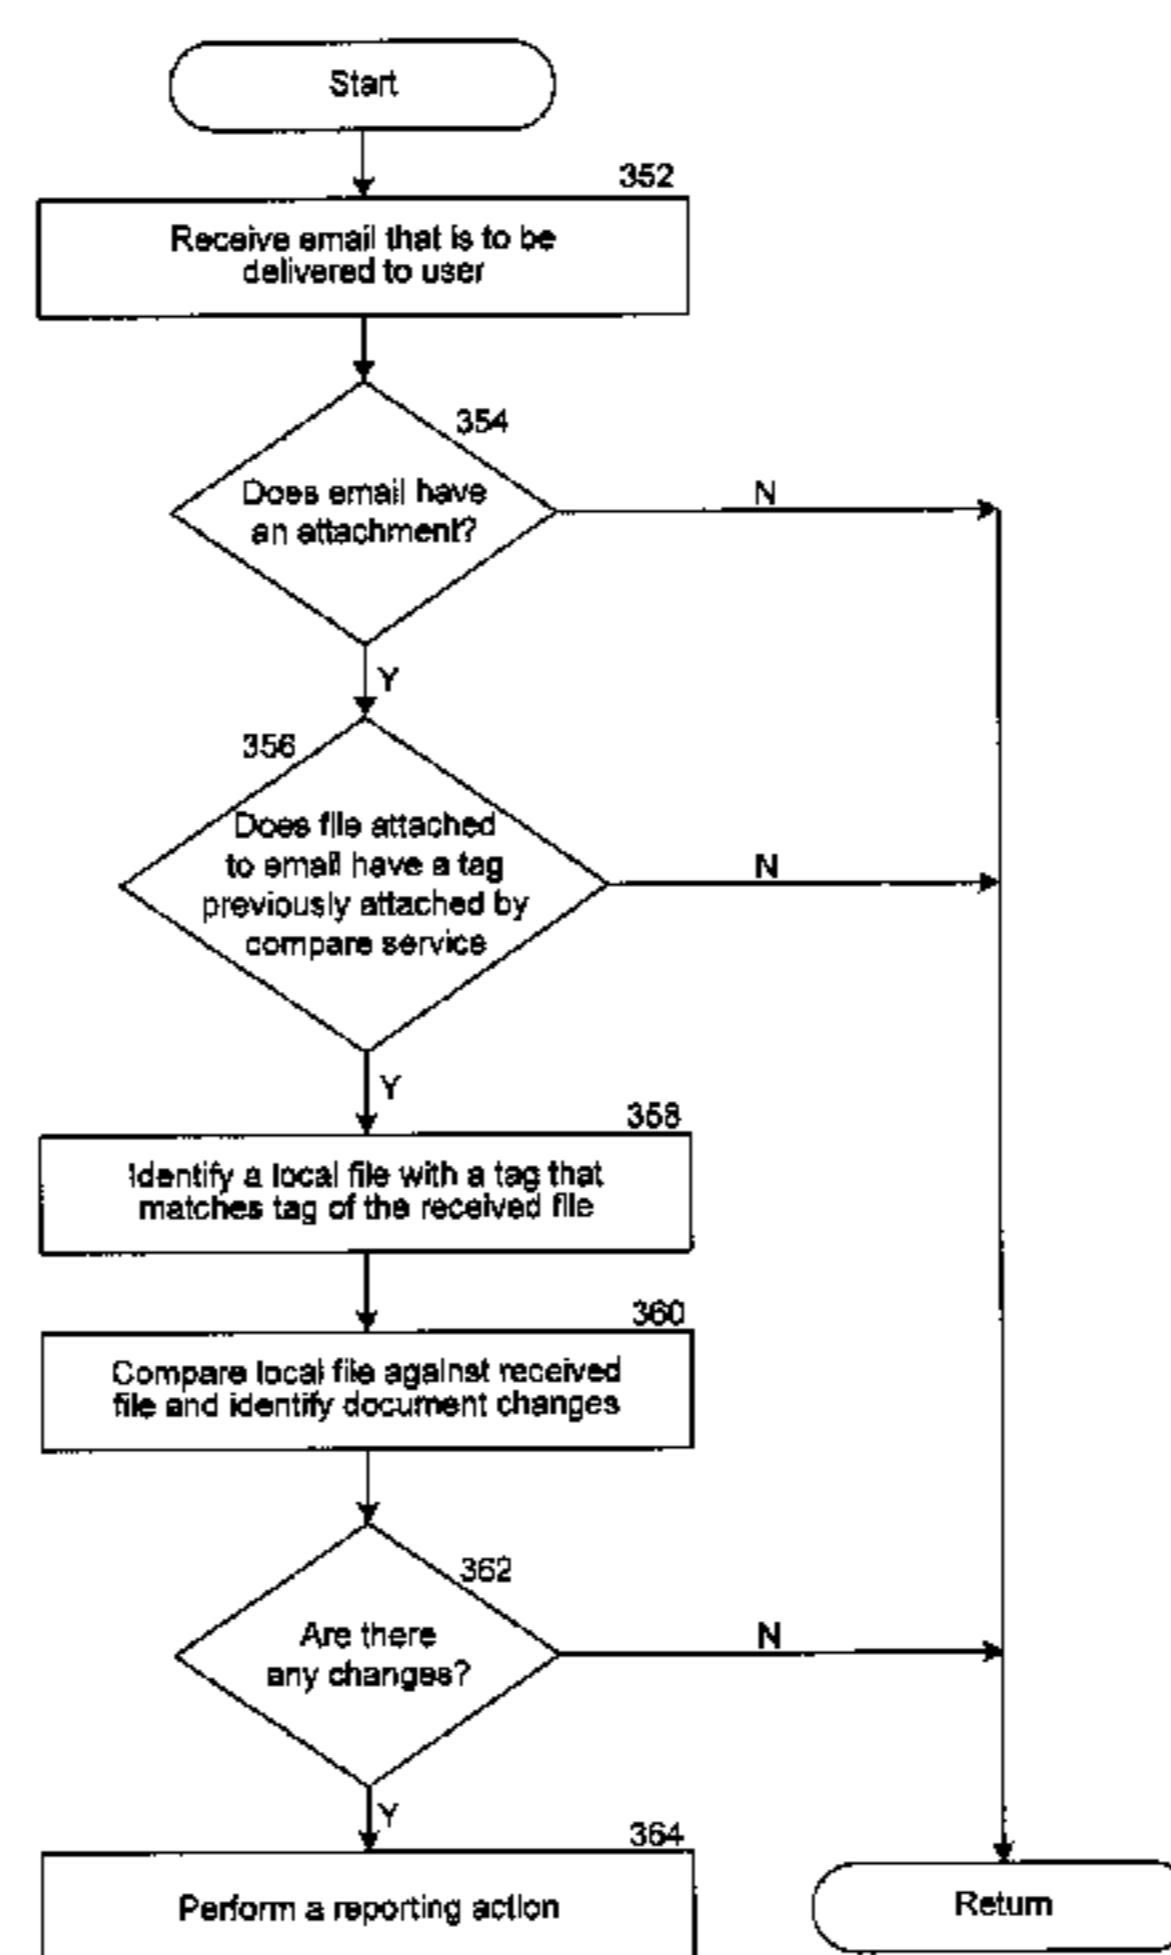 Start
352
Receive email that is to be
delivered to user
354
Does email have
an attachment?
N
Y
356
Does file attached
to email have a tag
previously attached by
compare service
N
Y
358
Identify a local file with a tag that
matches tag of the received file
360
Compare local file against received
file and identify document changes
362
Are there
any changes?
N
Y
364
Perform a reporting action
Return